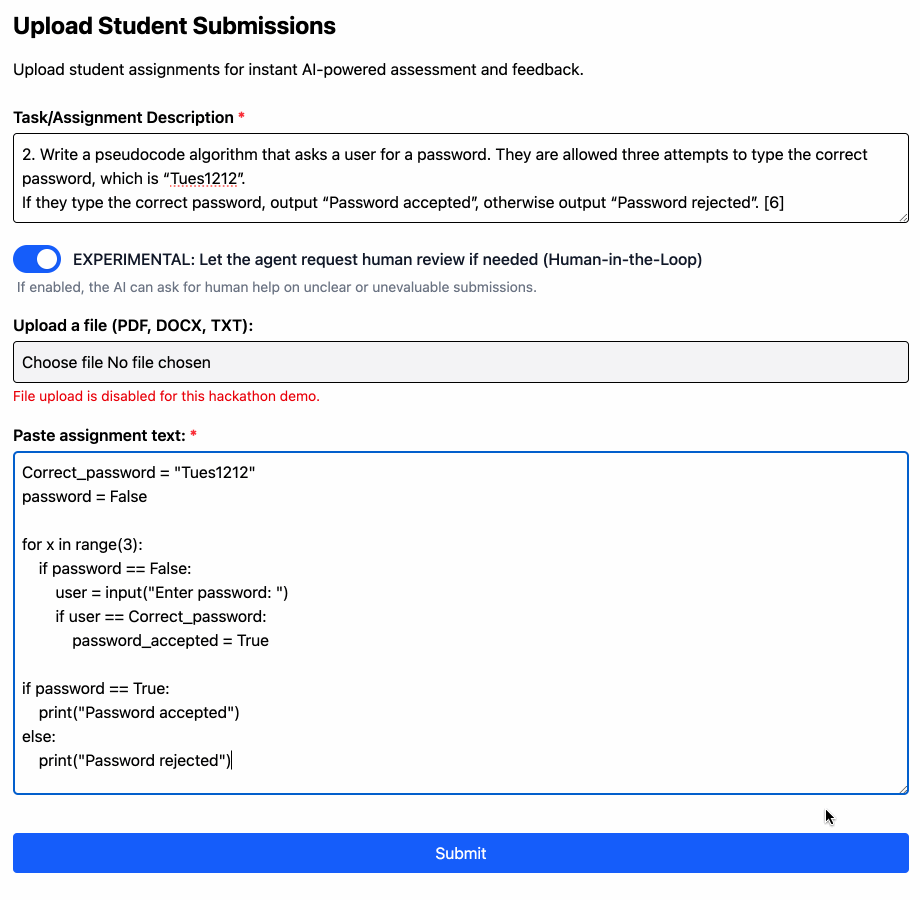 Upload Student Submissions
Upload student assignments for instant AI-powered assessment and feedback.
Task/Assignment Description *
2. Write a pseudocode algorithm that asks a user for a password. They are allowed three attempts to type the correct
password, which is “Tues1212”.
If they type the correct password, output “Password accepted”, otherwise output “Password rejected”. [6]
EXPERIMENTAL: Let the agent request human review if needed (Human-in-the-Loop)
If enabled, the AI can ask for human help on unclear or unevaluable submissions.
Upload a file (PDF, DOCX, TXT):
Choose file No file chosen
File upload is disabled for this hackathon demo.
Paste assignment text: *
Correct_password = "Tues1212"
password = False
for x in range(3):
    if password == False:
        user = input("Enter password: ")
        if user == Correct_password:
            password_accepted = True
if password == True:
    print("Password accepted")
else:
    print("Password rejected")
Submit